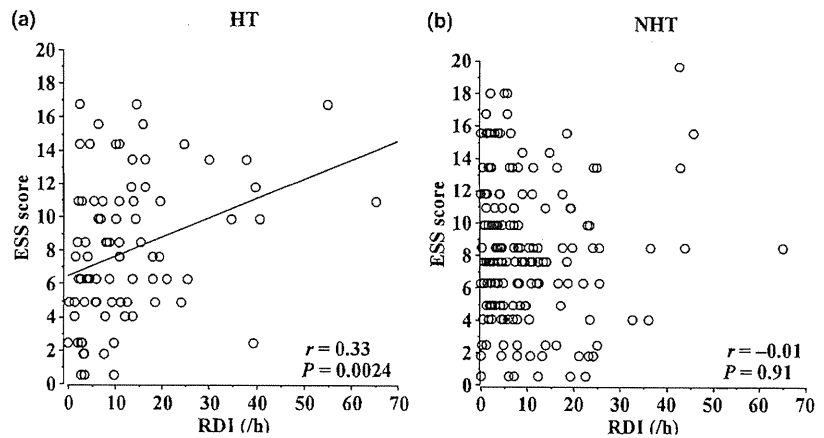 (a)
HT
ESS score
20
18
16
14
12
10
8
6
4
2
0
r = 0.33
P = 0.0024
0 10 20 30 40 50 60 70
RDI (/h)
(b)
NHT
ESS score
20
18
16
14
12
10
8
6
4
2
0
r = –0.01
P = 0.91
0 10 20 30 40 50 60 70
RDI (/h)